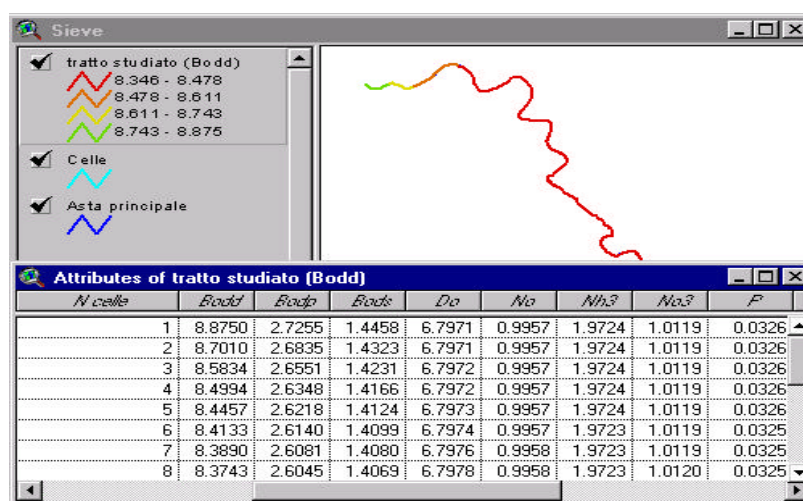 Sieve
tratto studiato (Bodd)
8.346 - 8.478
8.478 - 8.611
8.611 - 8.743
8.743 - 8.875
Celle
Asta principale
Attributes of tratto studiato (Bodd)
N celle Bodd Bodp Bods Do No Nh3 No3 P
1 8.8750 2.7255 1.4458 6.7971 0.9957 1.9724 1.0119 0.0326
2 8.7010 2.6835 1.4323 6.7971 0.9957 1.9724 1.0119 0.0326
3 8.5834 2.6551 1.4231 6.7972 0.9957 1.9724 1.0119 0.0326
4 8.4994 2.6348 1.4166 6.7972 0.9957 1.9724 1.0119 0.0326
5 8.4457 2.6218 1.4124 6.7973 0.9957 1.9724 1.0119 0.0326
6 8.4133 2.6140 1.4099 6.7974 0.9957 1.9723 1.0119 0.0325
7 8.3890 2.6081 1.4080 6.7976 0.9958 1.9723 1.0119 0.0325
8 8.3743 2.6045 1.4069 6.7978 0.9958 1.9723 1.0120 0.0325